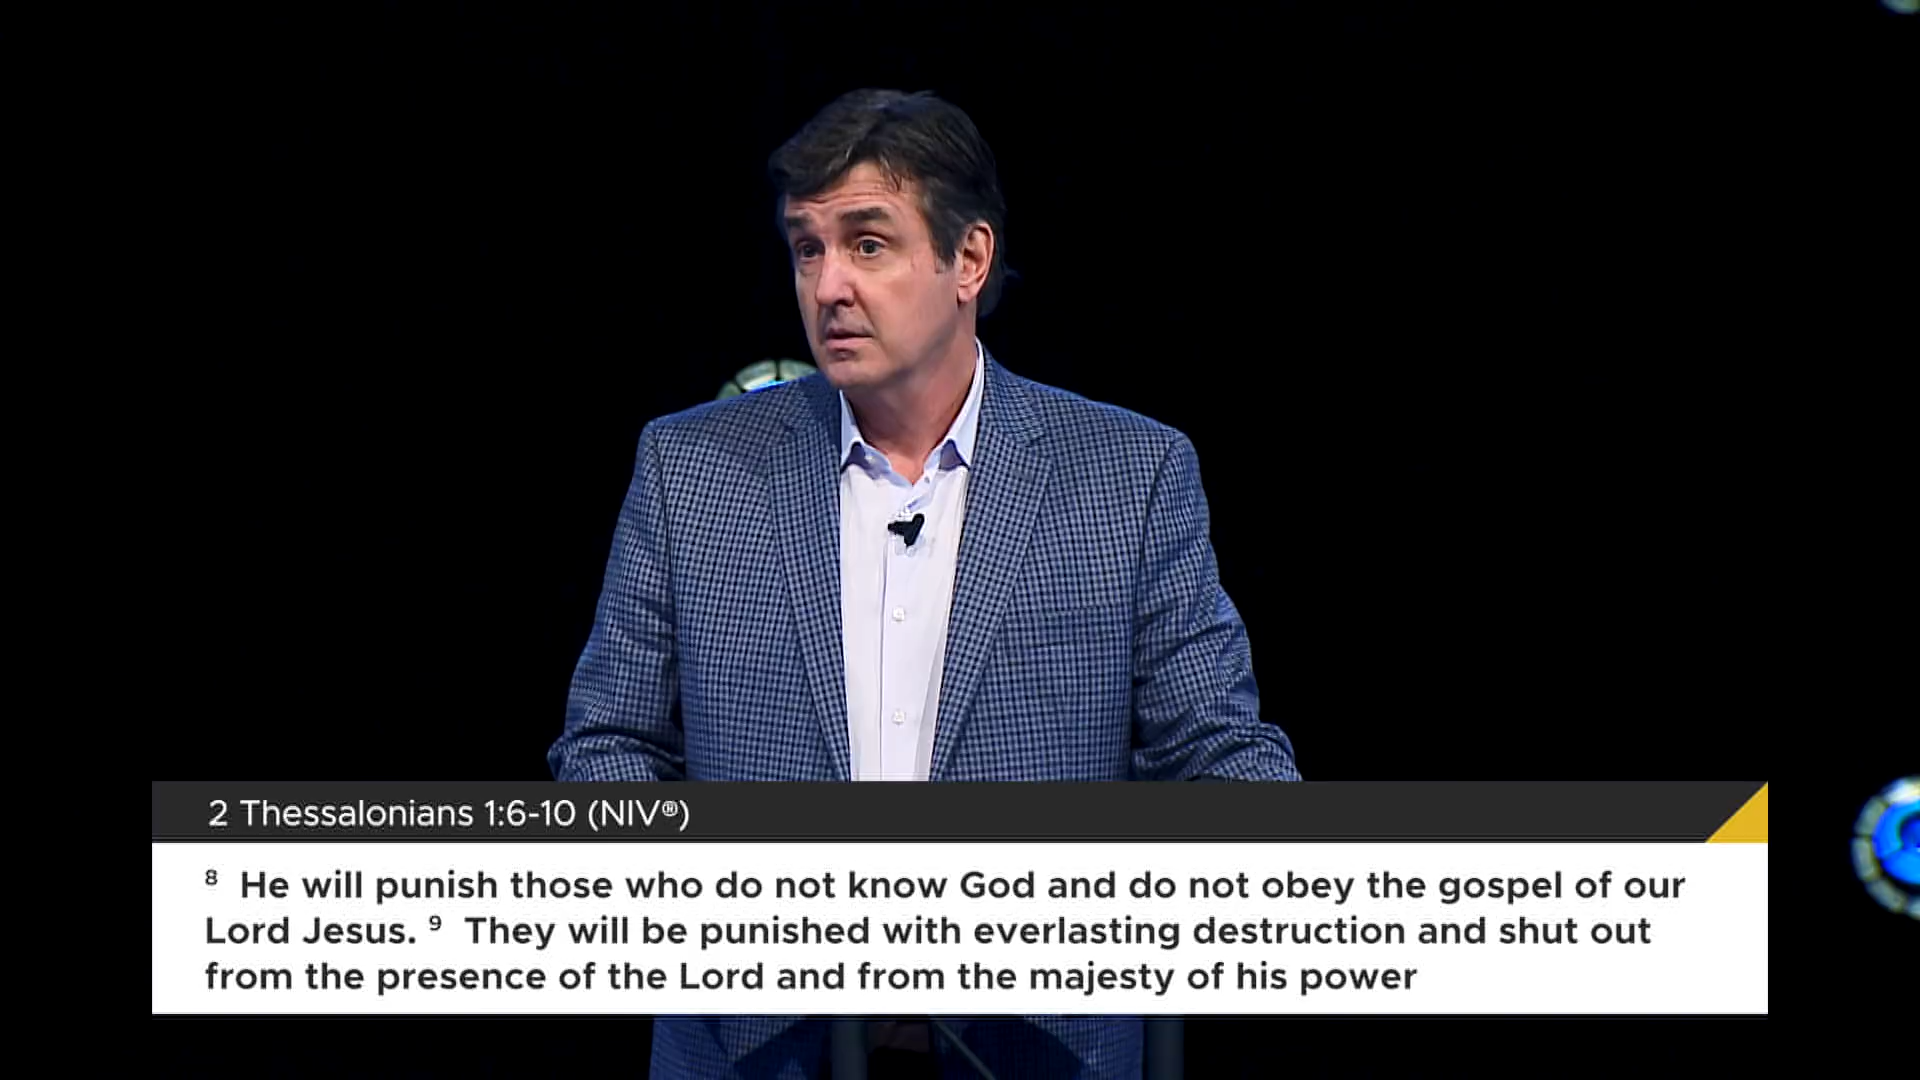 2 Thessalonians 1:6-10 (NIV®)
⁸ He will punish those who do not know God and do not obey the gospel of our
Lord Jesus. ⁹ They will be punished with everlasting destruction and shut out
from the presence of the Lord and from the majesty of his power